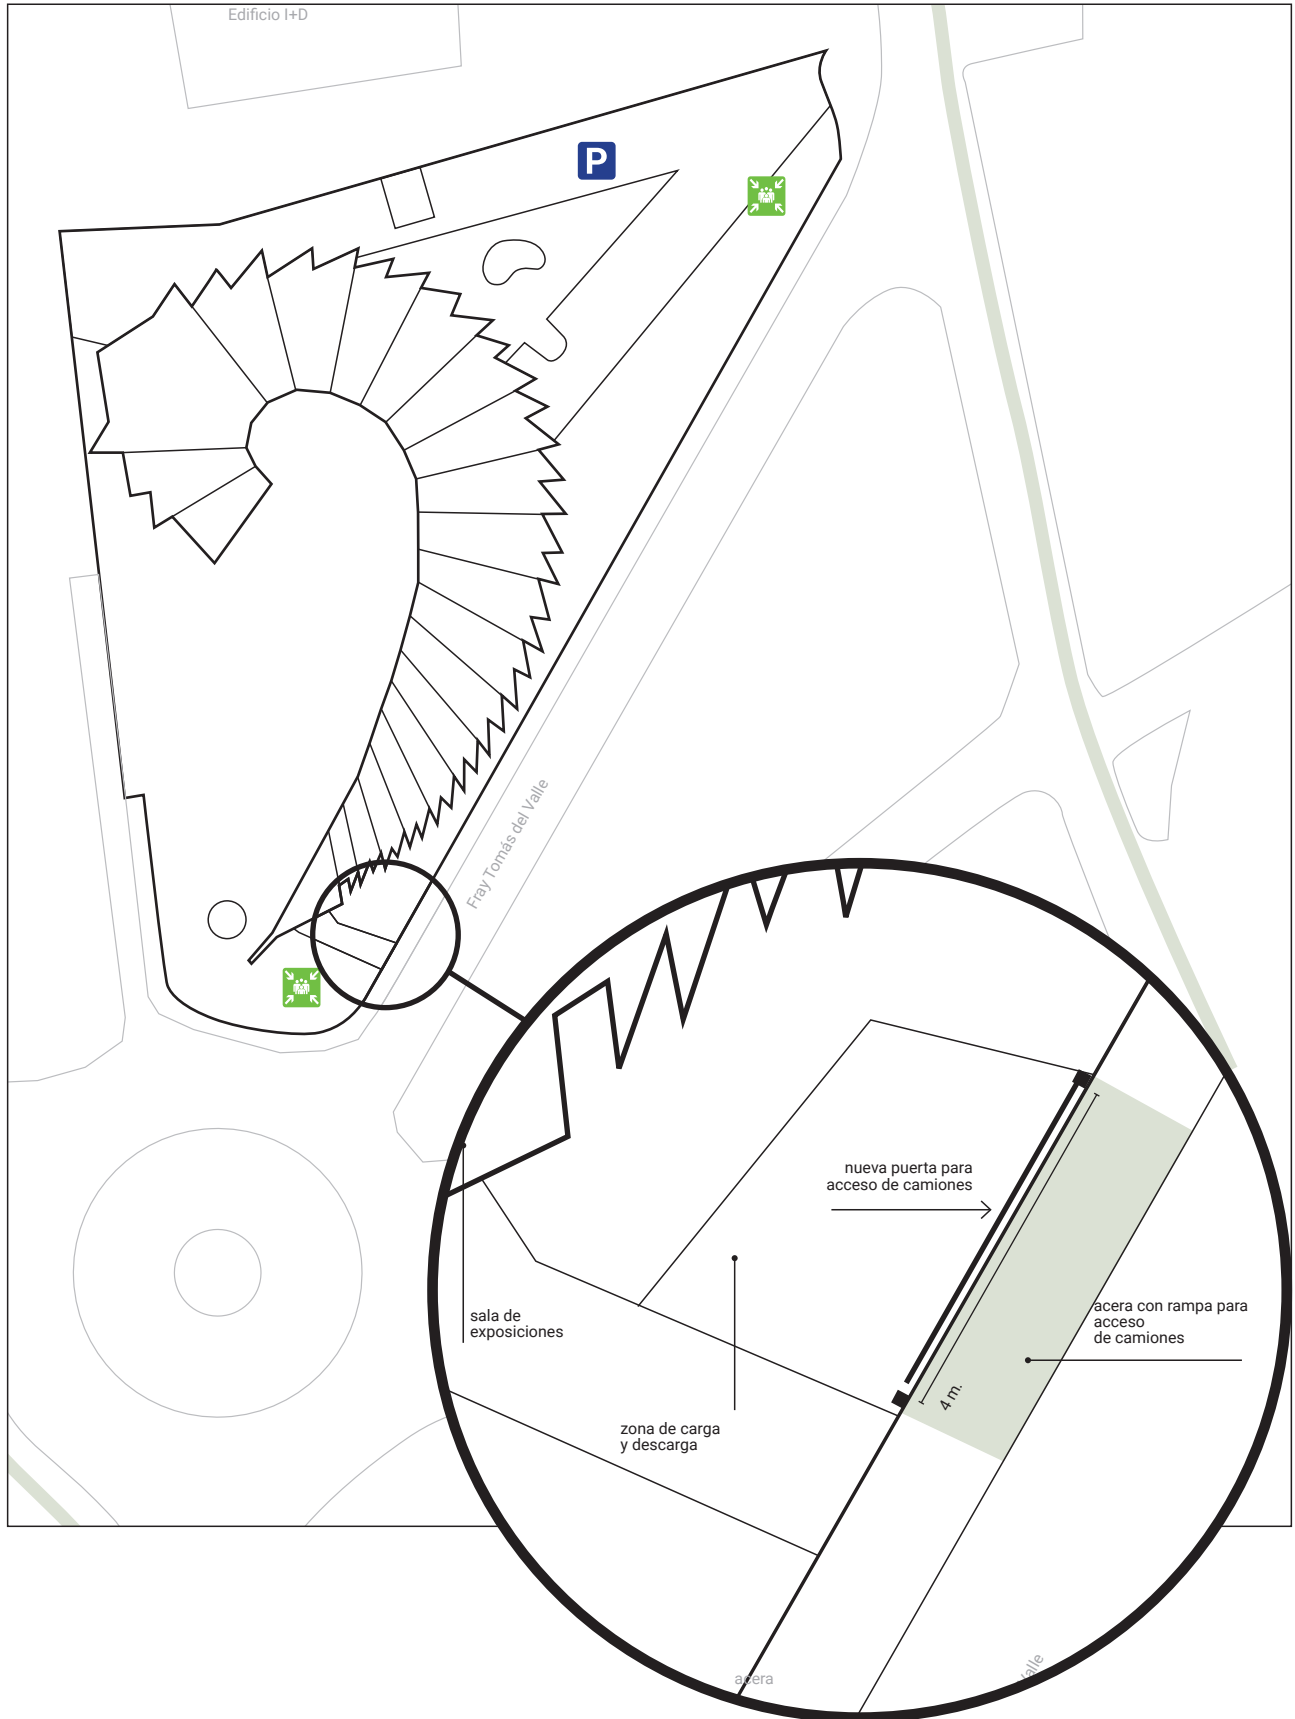 Edificio I+D
P
Fray Tomás del Valle
nueva puerta para
acceso de camiones
sala de
exposiciones
acera con rampa para
acceso
de camiones
4 m.
zona de carga
y descarga
acera